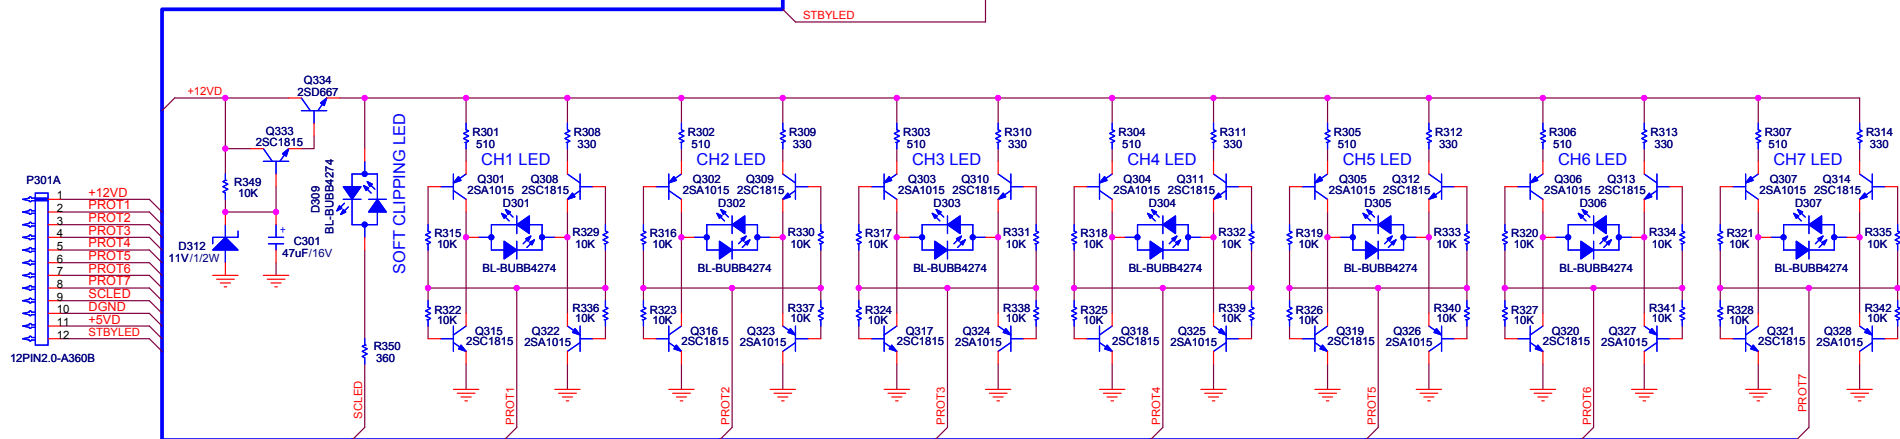 STBYLED
+12VD
Q334
2SD667
Q333
2SC1815
R349
10K
D312
11V/1/2W
+
C301
47uF/16V
D309
BL-BUBB4274
SOFT CLIPPING LED
R350
360
SCLED
P301A
1 +12VD
2 PROT1
3 PROT2
4 PROT3
5 PROT4
6 PROT5
7 PROT6
8 PROT7
9 SCLED
10 DGND
11 +5VD
12 STBYLED
12PIN2.0-A360B
R301
510
R308
330
CH1 LED
Q301
2SA1015
Q308
2SC1815
D301
R315
10K
R329
10K
BL-BUBB4274
R322
10K
R336
10K
Q315
2SC1815
Q322
2SA1015
PROT1
R302
510
R309
330
CH2 LED
Q302
2SA1015
Q309
2SC1815
D302
R316
10K
R330
10K
BL-BUBB4274
R323
10K
R337
10K
Q316
2SC1815
Q323
2SA1015
PROT2
R303
510
R310
330
CH3 LED
Q303
2SA1015
Q310
2SC1815
D303
R317
10K
R331
10K
BL-BUBB4274
R324
10K
R338
10K
Q317
2SC1815
Q324
2SA1015
PROT3
R304
510
R311
330
CH4 LED
Q304
2SA1015
Q311
2SC1815
D304
R318
10K
R332
10K
BL-BUBB4274
R325
10K
R339
10K
Q318
2SC1815
Q325
2SA1015
PROT4
R305
510
R312
330
CH5 LED
Q305
2SA1015
Q312
2SC1815
D305
R319
10K
R333
10K
BL-BUBB4274
R326
10K
R340
10K
Q319
2SC1815
Q326
2SA1015
PROT5
R306
510
R313
330
CH6 LED
Q306
2SA1015
Q313
2SC1815
D306
R320
10K
R334
10K
BL-BUBB4274
R327
10K
R341
10K
Q320
2SC1815
Q327
2SA1015
PROT6
R307
510
R314
330
CH7 LED
Q307
2SA1015
Q314
2SC1815
D307
R321
10K
R335
10K
BL-BUBB4274
R328
10K
R342
10K
Q321
2SC1815
Q328
2SA1015
PROT7